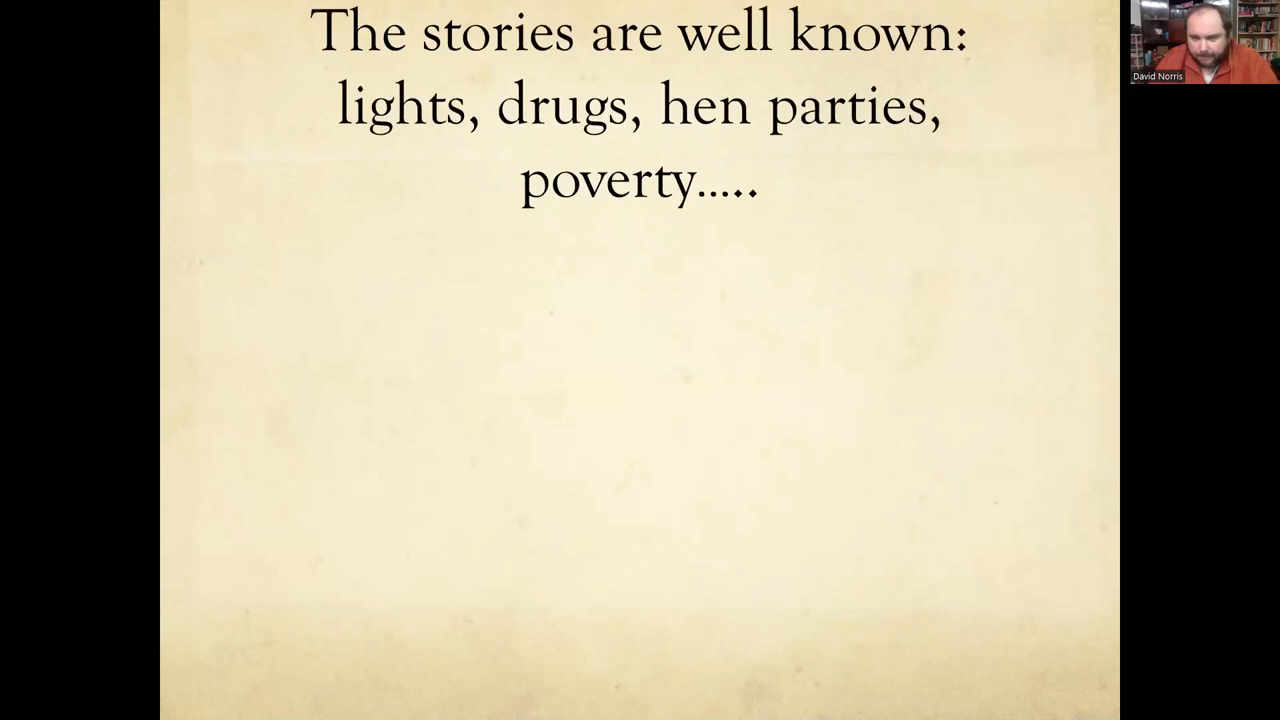 The stories are well known:
lights, drugs, hen parties,
poverty.....
David Norris